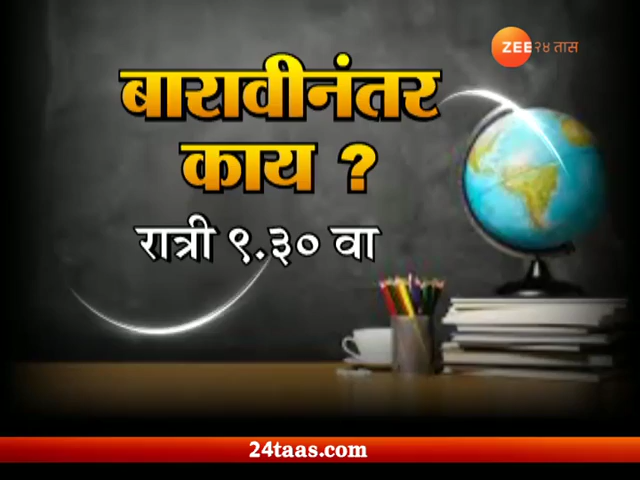 ZEE २४ तास
बारावीनंतर
काय ?
रात्री ९.३० वा
24taas.com